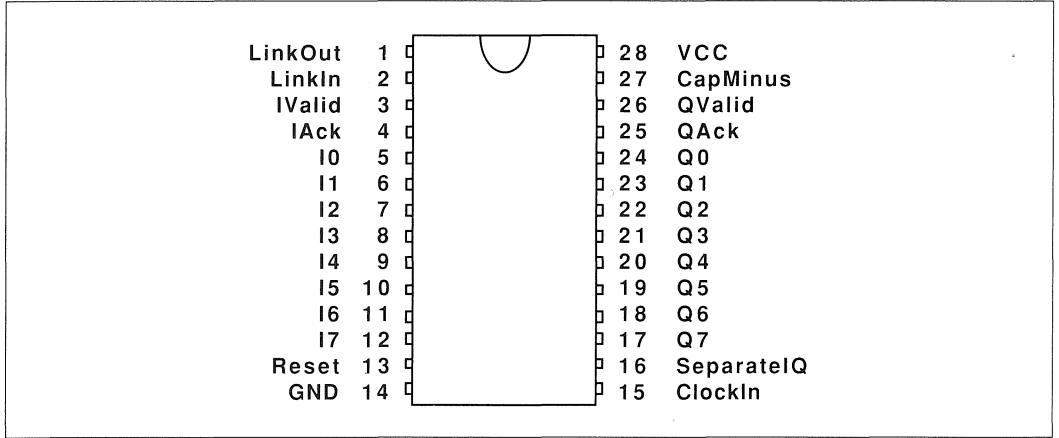 LinkOut 1 28 VCC
LinkIn 2 27 CapMinus
IValid 3 26 QValid
IAck 4 25 QAck
I0 5 24 Q0
I1 6 23 Q1
I2 7 22 Q2
I3 8 21 Q3
I4 9 20 Q4
I5 10 19 Q5
I6 11 18 Q6
I7 12 17 Q7
Reset 13 16 SeparateIQ
GND 14 15 ClockIn